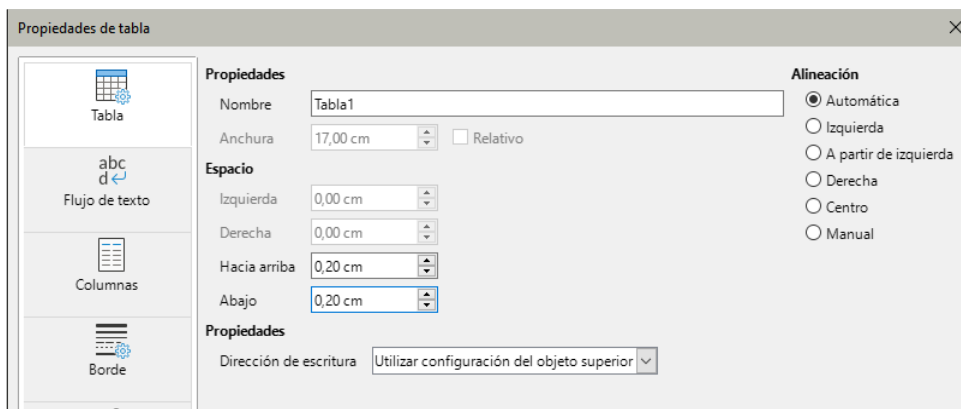 Propiedades de tabla
Tabla
abc
d
Flujo de texto
Columnas
Borde
Propiedades
Nombre Tabla1
Anchura 17,00 cm Relativo
Espacio
Izquierda 0,00 cm
Derecha 0,00 cm
Hacia arriba 0,20 cm
Abajo 0,20 cm
Propiedades
Dirección de escritura Utilizar configuración del objeto superior
Alineación
Automática
Izquierda
A partir de izquierda
Derecha
Centro
Manual